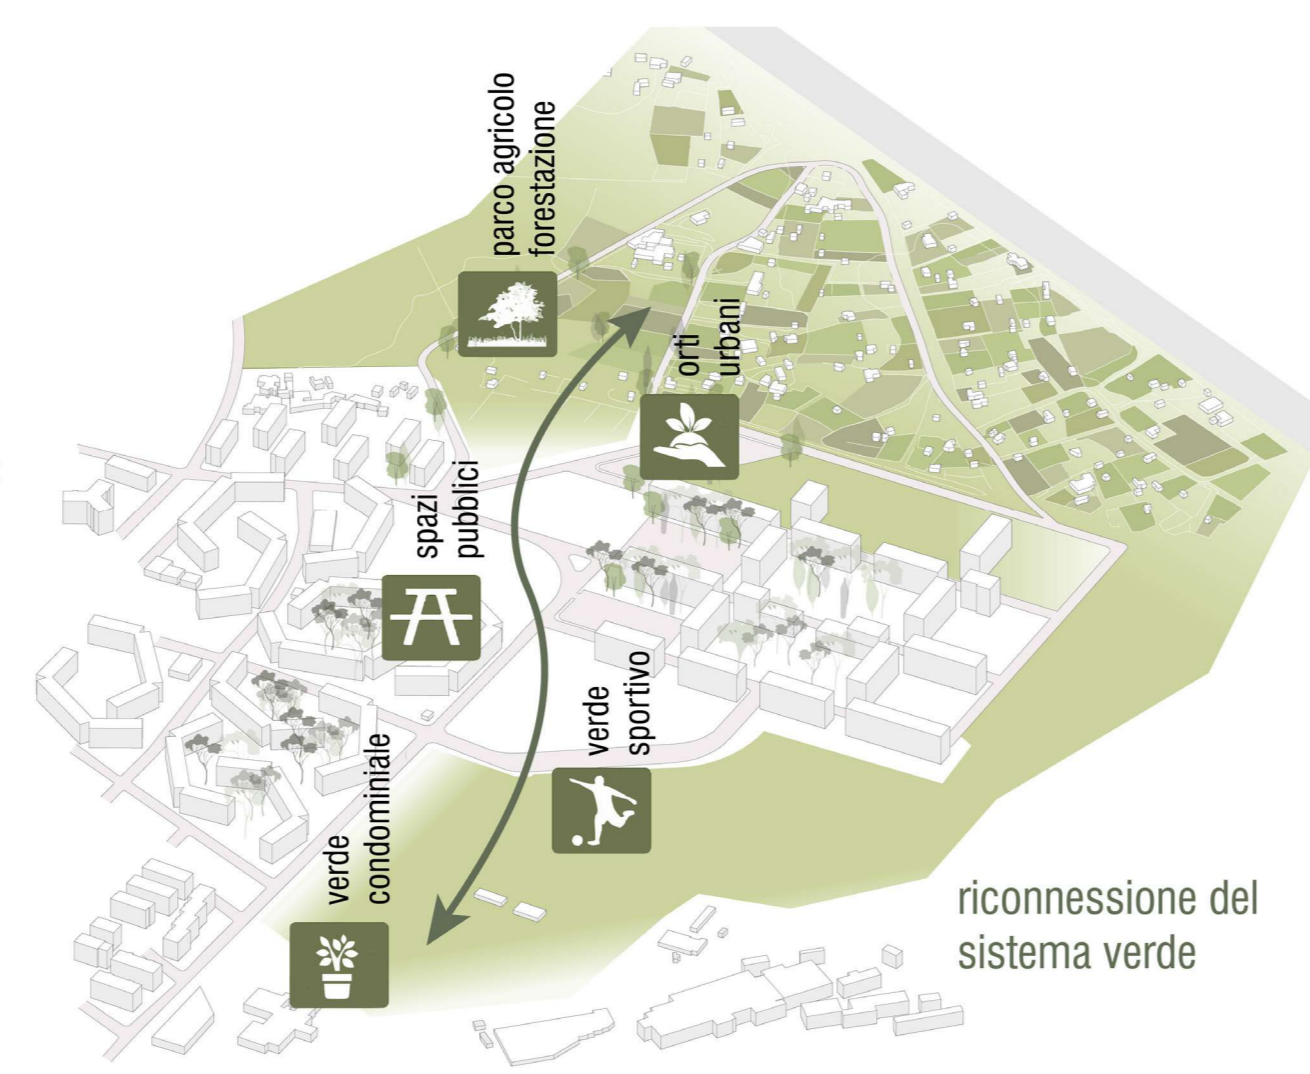 parco agricolo
forestazione
orti
urbani
spazi
pubblici
verde
sportivo
verde
condominiale
riconnessione del
sistema verde